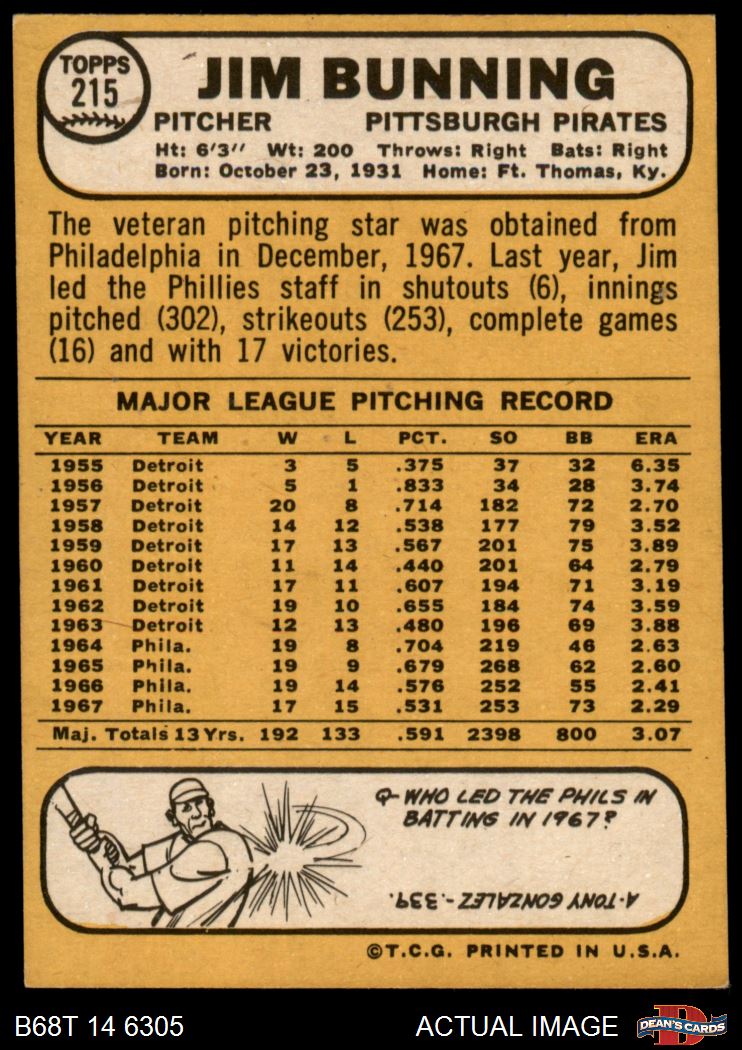 TOPPS
215
JIM BUNNING
PITCHER PITTSBURGH PIRATES
Ht: 6'3'' Wt: 200 Throws: Right Bats: Right
Born: October 23, 1931 Home: Ft. Thomas, Ky.
The veteran pitching star was obtained from
Philadelphia in December, 1967. Last year, Jim
led the Phillies staff in shutouts (6), innings
pitched (302), strikeouts (253), complete games
(16) and with 17 victories.
MAJOR LEAGUE PITCHING RECORD
YEAR TEAM W L PCT. SO BB ERA
1955 Detroit 3 5 .375 37 32 6.35
1956 Detroit 5 1 .833 34 28 3.74
1957 Detroit 20 8 .714 182 72 2.70
1958 Detroit 14 12 .538 177 79 3.52
1959 Detroit 17 13 .567 201 75 3.89
1960 Detroit 11 14 .440 201 64 2.79
1961 Detroit 17 11 .607 194 71 3.19
1962 Detroit 19 10 .655 184 74 3.59
1963 Detroit 12 13 .480 196 69 3.88
1964 Phila. 19 8 .704 219 46 2.63
1965 Phila. 19 9 .679 268 62 2.60
1966 Phila. 19 14 .576 252 55 2.41
1967 Phila. 17 15 .531 253 73 2.29
Maj. Totals 13 Yrs. 192 133 .591 2398 800 3.07
Q-WHO LED THE PHILS IN
BATTING IN 1967?
A-TONY GONZALEZ-.339.
©T.C.G. PRINTED IN U.S.A.
B68T 14 6305 ACTUAL IMAGE
D
DEAN'S CARDS